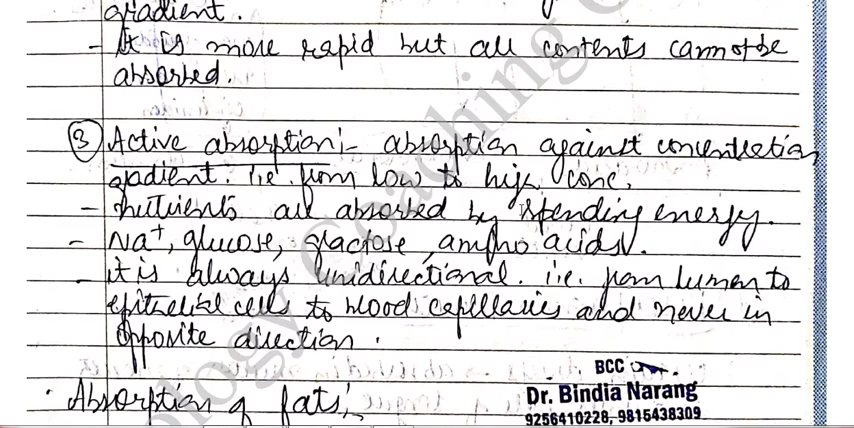 gradient.
- It is more rapid but all contents cannot be
absorbed.
③ Active absorption:- absorption against concentration
gradient. i.e. from low to high conc.
- Nutrients are absorbed by spending energy.
- Na⁺, glucose, glactose, amino acids.
- it is always unidirectional. i.e. from lumen to
epithelial cells to blood capillaries and never in
opposite direction.
BCC
· Absorption of fats:-
Dr. Bindia Narang
9256410228, 9815438309
ology Coaching C